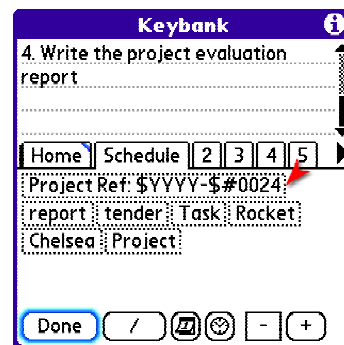 Keybank
4. Write the project evaluation
report
Home Schedule 2 3 4 5
Project Ref: $YYYY-$#0024
report tender Task Rocket
Chelsea Project
Done / - +